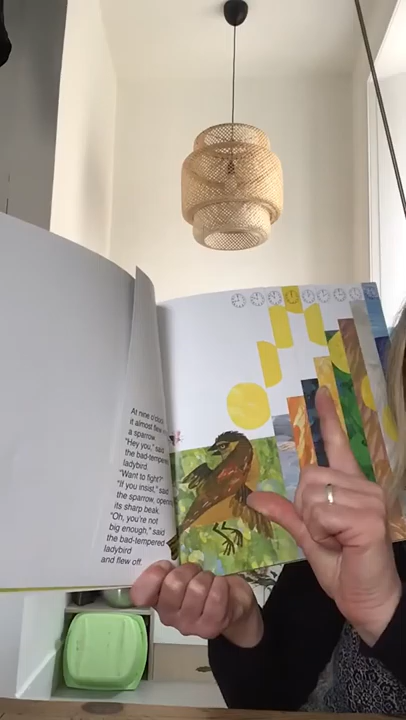 At nine o'clock
it almost flew
a sparrow.
"Hey you," said
the bad-tempered
ladybird.
"Want to fight?"
"If you insist," said
the sparrow, opening
its sharp beak.
"Oh, you're not
big enough," said
the bad-tempered
ladybird
and flew off.